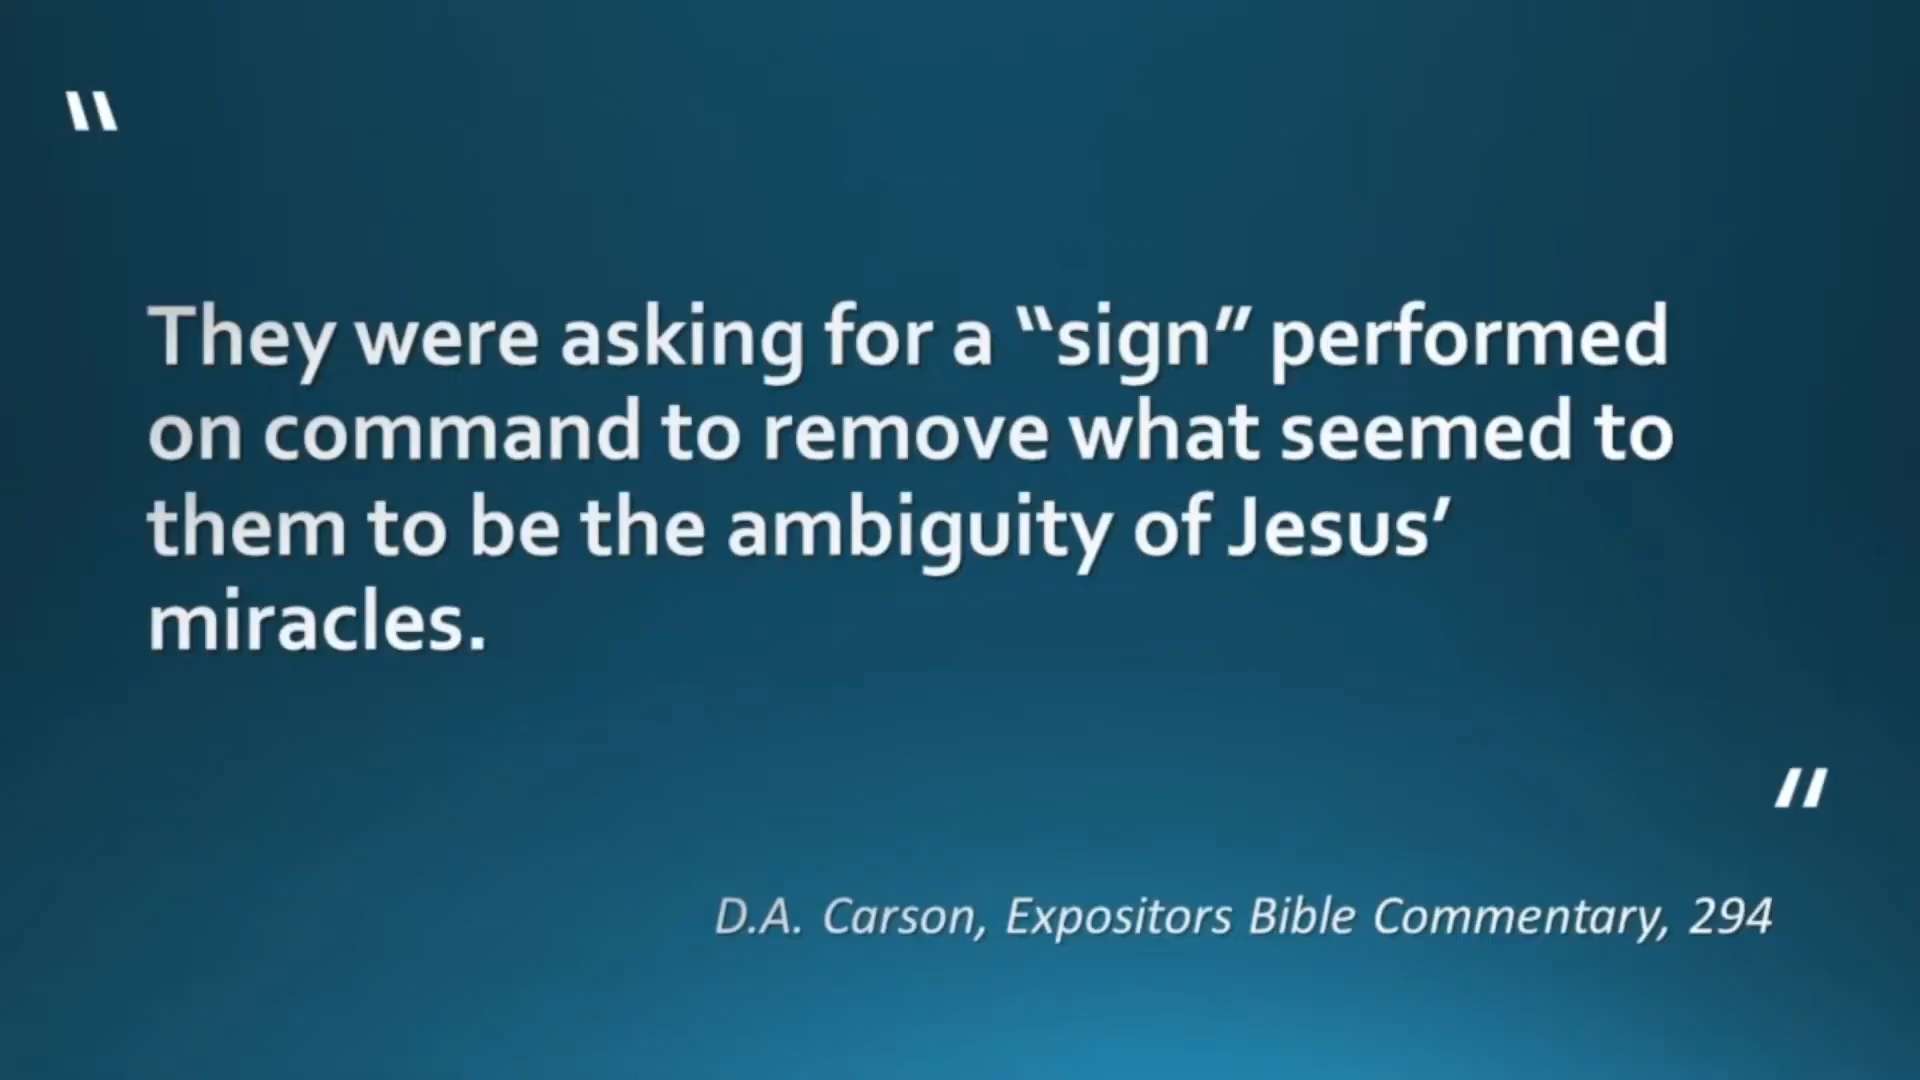 “
They were asking for a “sign” performed
on command to remove what seemed to
them to be the ambiguity of Jesus’
miracles.
”
D.A. Carson, Expositors Bible Commentary, 294